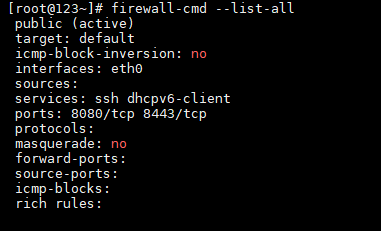 [root@123~]# firewall-cmd --list-all
public (active)
target: default
icmp-block-inversion: no
interfaces: eth0
sources:
services: ssh dhcpv6-client
ports: 8080/tcp 8443/tcp
protocols:
masquerade: no
forward-ports:
source-ports:
icmp-blocks:
rich rules: